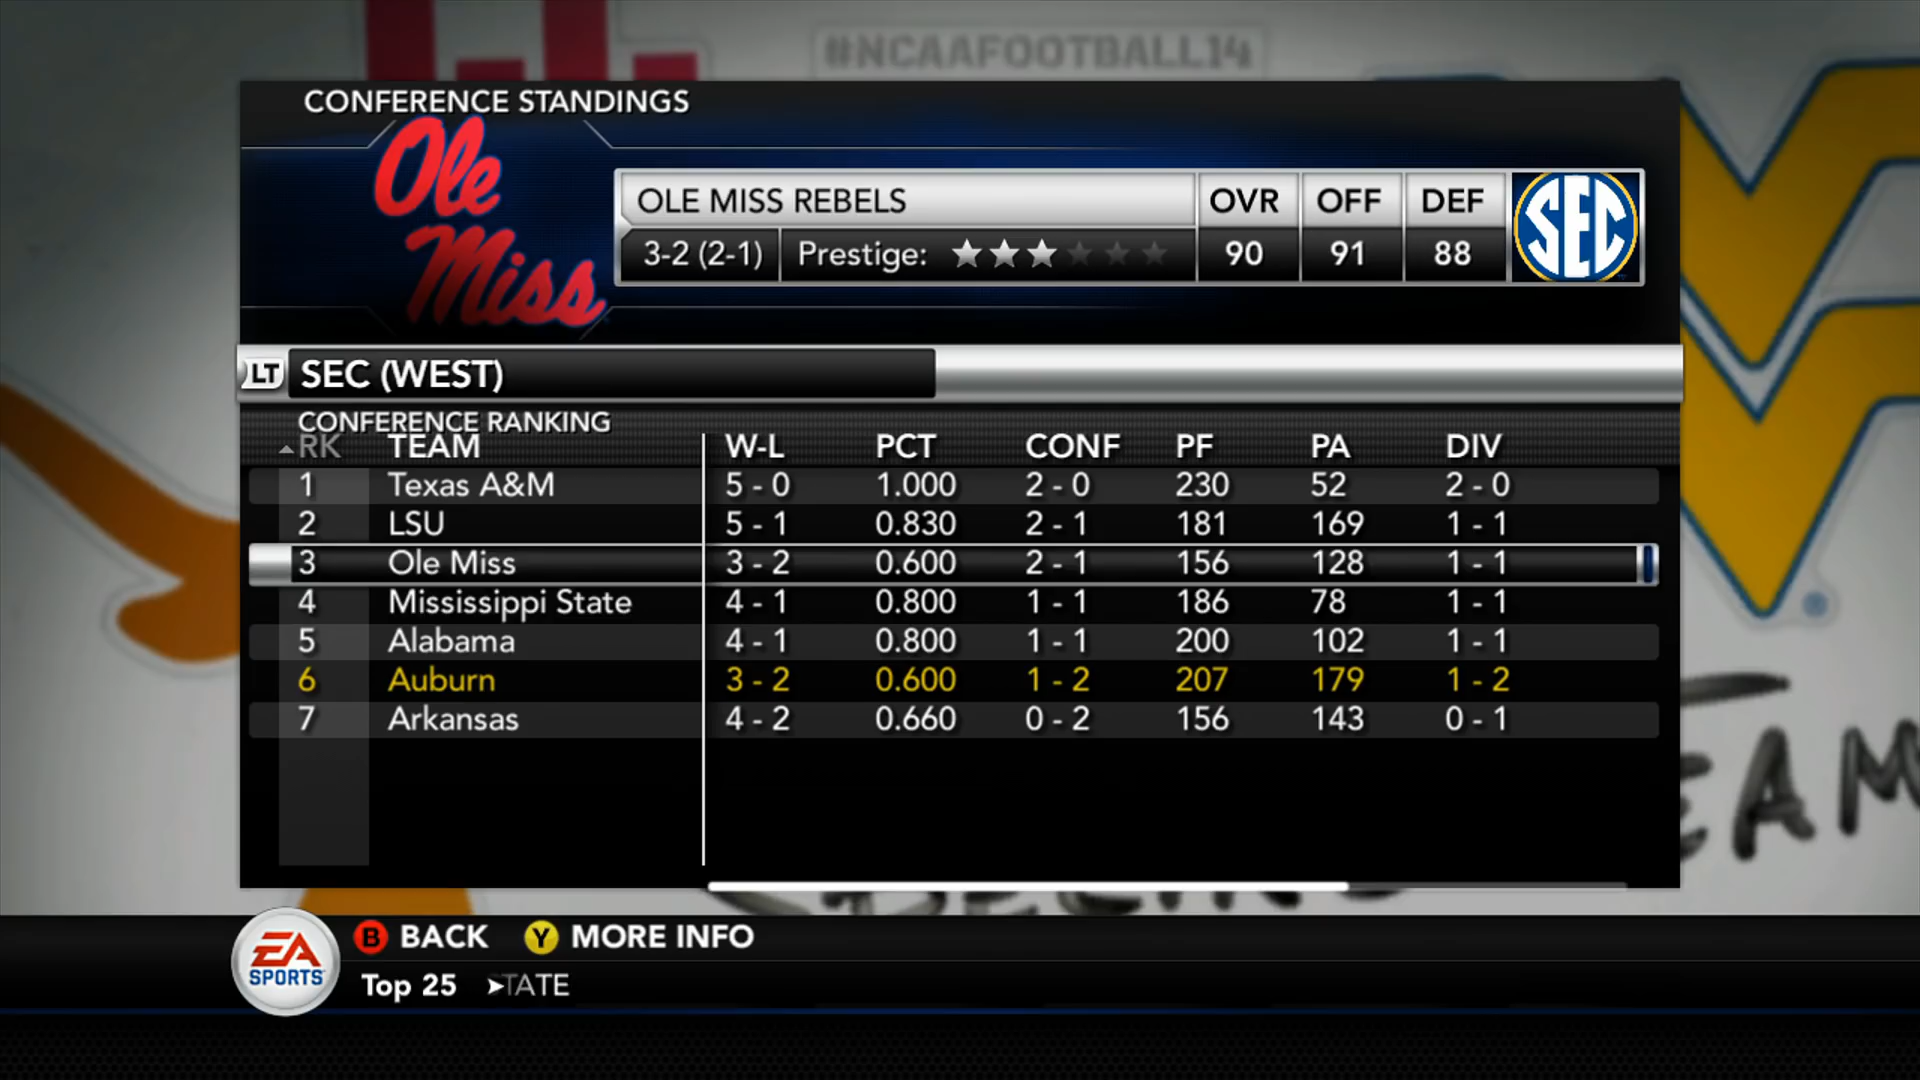 #NCAAFOOTBALL14
CONFERENCE STANDINGS
Ole
Miss
OLE MISS REBELS OVR OFF DEF
3-2 (2-1) Prestige: 90 91 88
SEC
LT SEC (WEST)
CONFERENCE RANKING
RK TEAM W-L PCT CONF PF PA DIV
1 Texas A&M 5 - 0 1.000 2 - 0 230 52 2 - 0
2 LSU 5 - 1 0.830 2 - 1 181 169 1 - 1
3 Ole Miss 3 - 2 0.600 2 - 1 156 128 1 - 1
4 Mississippi State 4 - 1 0.800 1 - 1 186 78 1 - 1
5 Alabama 4 - 1 0.800 1 - 1 200 102 1 - 1
6 Auburn 3 - 2 0.600 1 - 2 207 179 1 - 2
7 Arkansas 4 - 2 0.660 0 - 2 156 143 0 - 1
EAM
EA
SPORTS
B BACK Y MORE INFO
Top 25 TATE